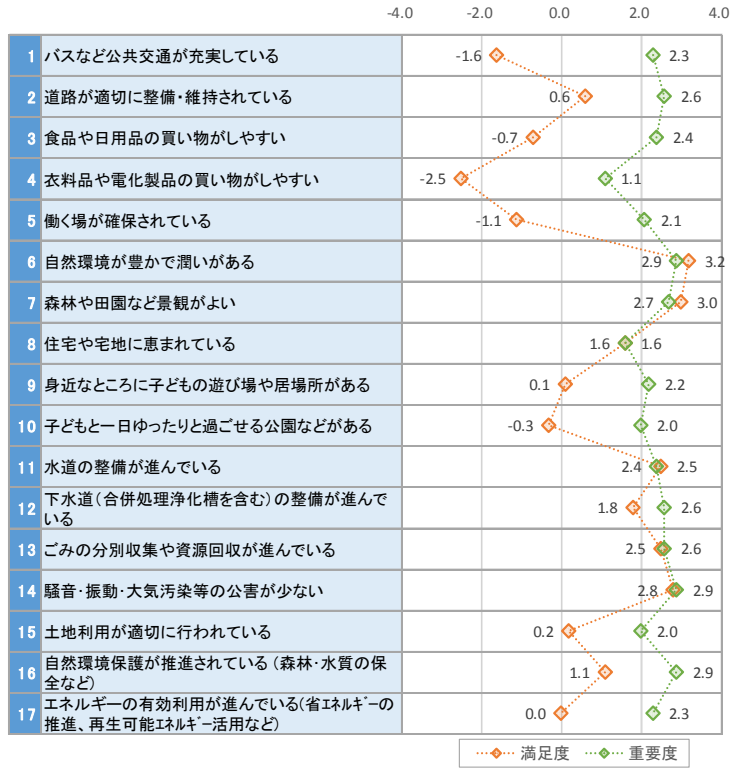 -4.0 -2.0 0.0 2.0 4.0
1 バスなど公共交通が充実している -1.6 2.3
2 道路が適切に整備・維持されている 0.6 2.6
3 食品や日用品の買い物がしやすい -0.7 2.4
4 衣料品や電化製品の買い物がしやすい -2.5 1.1
5 働く場が確保されている -1.1 2.1
6 自然環境が豊かで潤いがある 2.9 3.2
7 森林や田園など景観がよい 2.7 3.0
8 住宅や宅地に恵まれている 1.6 1.6
9 身近なところに子どもの遊び場や居場所がある 0.1 2.2
10 子どもと一日ゆったりと過ごせる公園などがある -0.3 2.0
11 水道の整備が進んでいる 2.4 2.5
12 下水道(合併処理浄化槽を含む)の整備が進んで
いる 1.8 2.6
13 ごみの分別収集や資源回収が進んでいる 2.5 2.6
14 騒音・振動・大気汚染等の公害が少ない 2.8 2.9
15 土地利用が適切に行われている 0.2 2.0
16 自然環境保護が推進されている(森林・水質の保
全など) 1.1 2.9
17 エネルギーの有効利用が進んでいる(省エネルギーの
推進、再生可能エネルギー活用など) 0.0 2.3
満足度 重要度